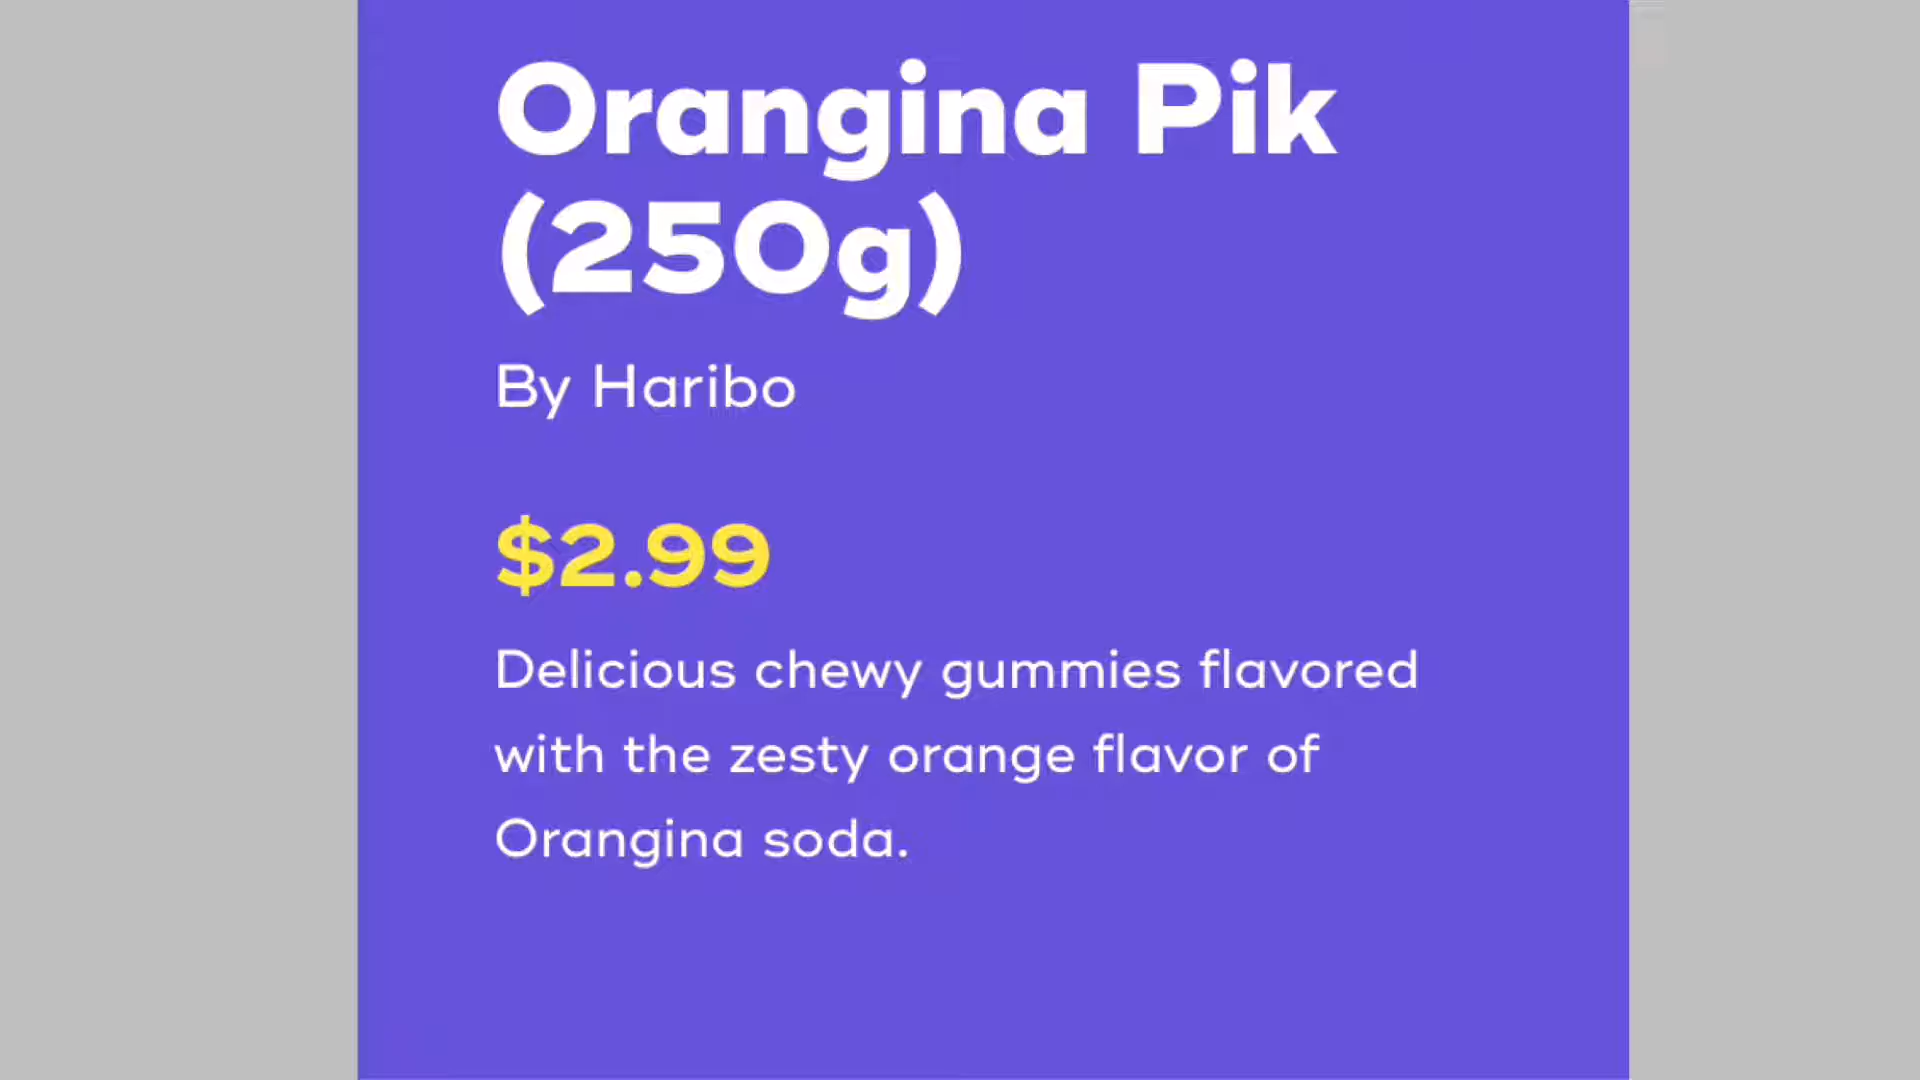 Orangina Pik
(250g)
By Haribo
$2.99
Delicious chewy gummies flavored
with the zesty orange flavor of
Orangina soda.